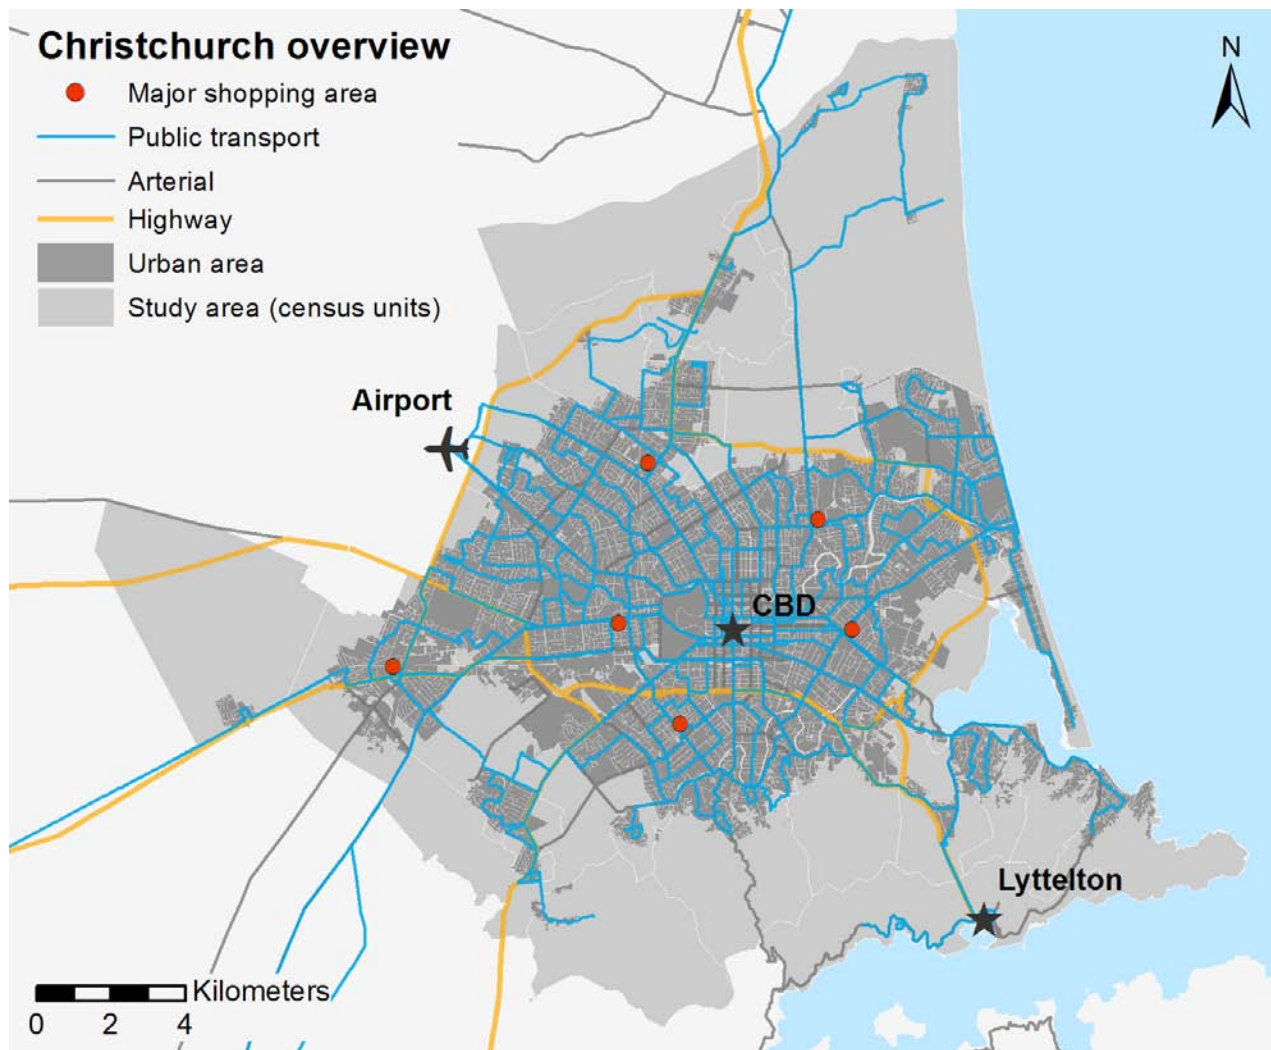 Christchurch overview
Major shopping area
Public transport
Arterial
Highway
Urban area
Study area (census units)
N
Airport
CBD
Lyttelton
Kilometers
0 2 4